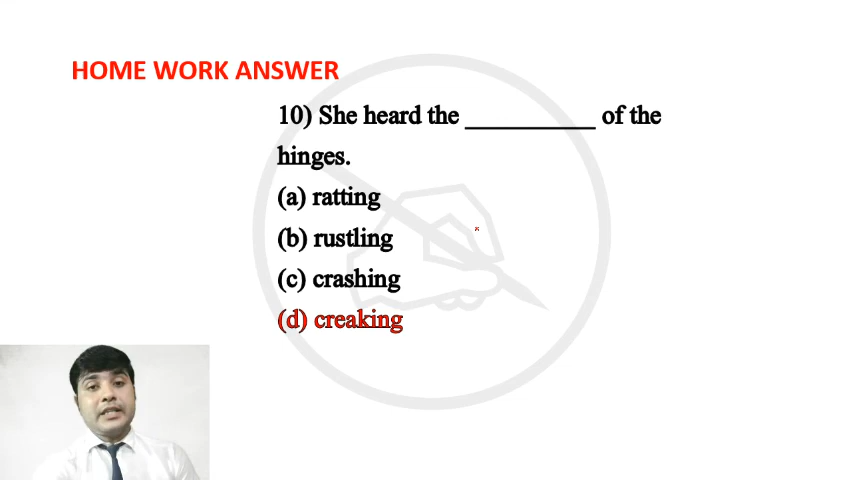 HOME WORK ANSWER
10) She heard the __________ of the
hinges.
(a) ratting
(b) rustling
(c) crashing
(d) creaking